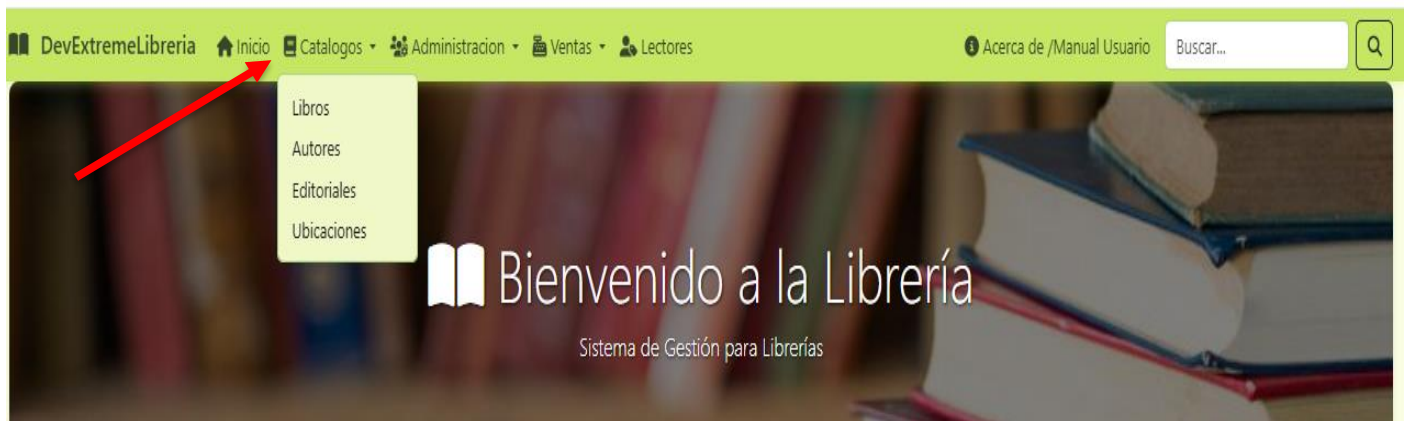 DevExtremeLibreria Inicio Catalogos Administracion Ventas Lectores Acerca de /Manual Usuario Buscar...
Libros
Autores
Editoriales
Ubicaciones
Bienvenido a la Librería
Sistema de Gestión para Librerías